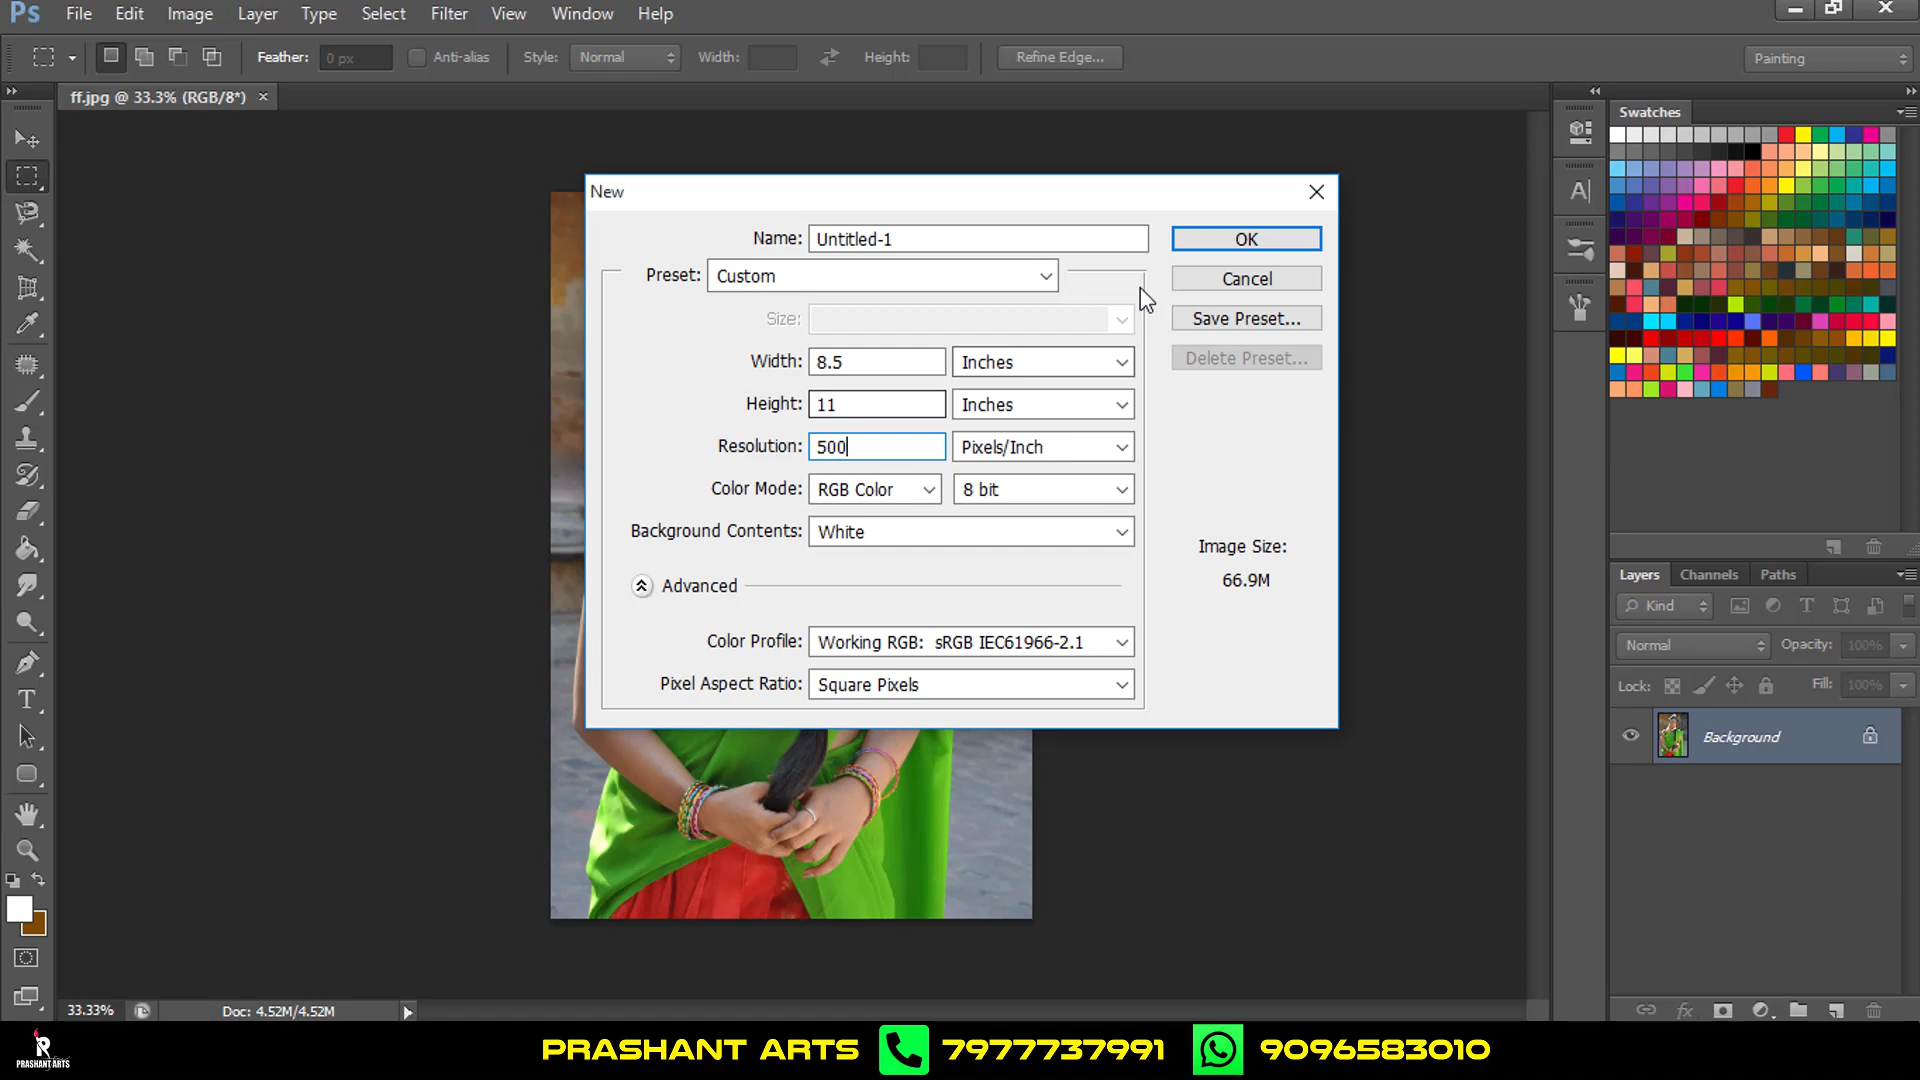 Ps File Edit Image Layer Type Select Filter View Window Help
Feather: 0 px Anti-alias Style: Normal Width: Height: Refine Edge... Painting
ff.jpg @ 33.3% (RGB/8*)
Swatches
New
Name: Untitled-1 OK
Preset: Custom Cancel
Size: Save Preset...
Width: 8.5 Inches Delete Preset...
Height: 11 Inches
Resolution: 500 Pixels/Inch
Color Mode: RGB Color 8 bit
Background Contents: White
Image Size:
66.9M
Advanced
Color Profile: Working RGB: sRGB IEC61966-2.1
Pixel Aspect Ratio: Square Pixels
Layers Channels Paths
Kind
Normal Opacity: 100%
Lock: Fill: 100%
Background
33.33% Doc: 4.52M/4.52M
PRASHANT ARTS
PRASHANT ARTS 7977737991 9096583010